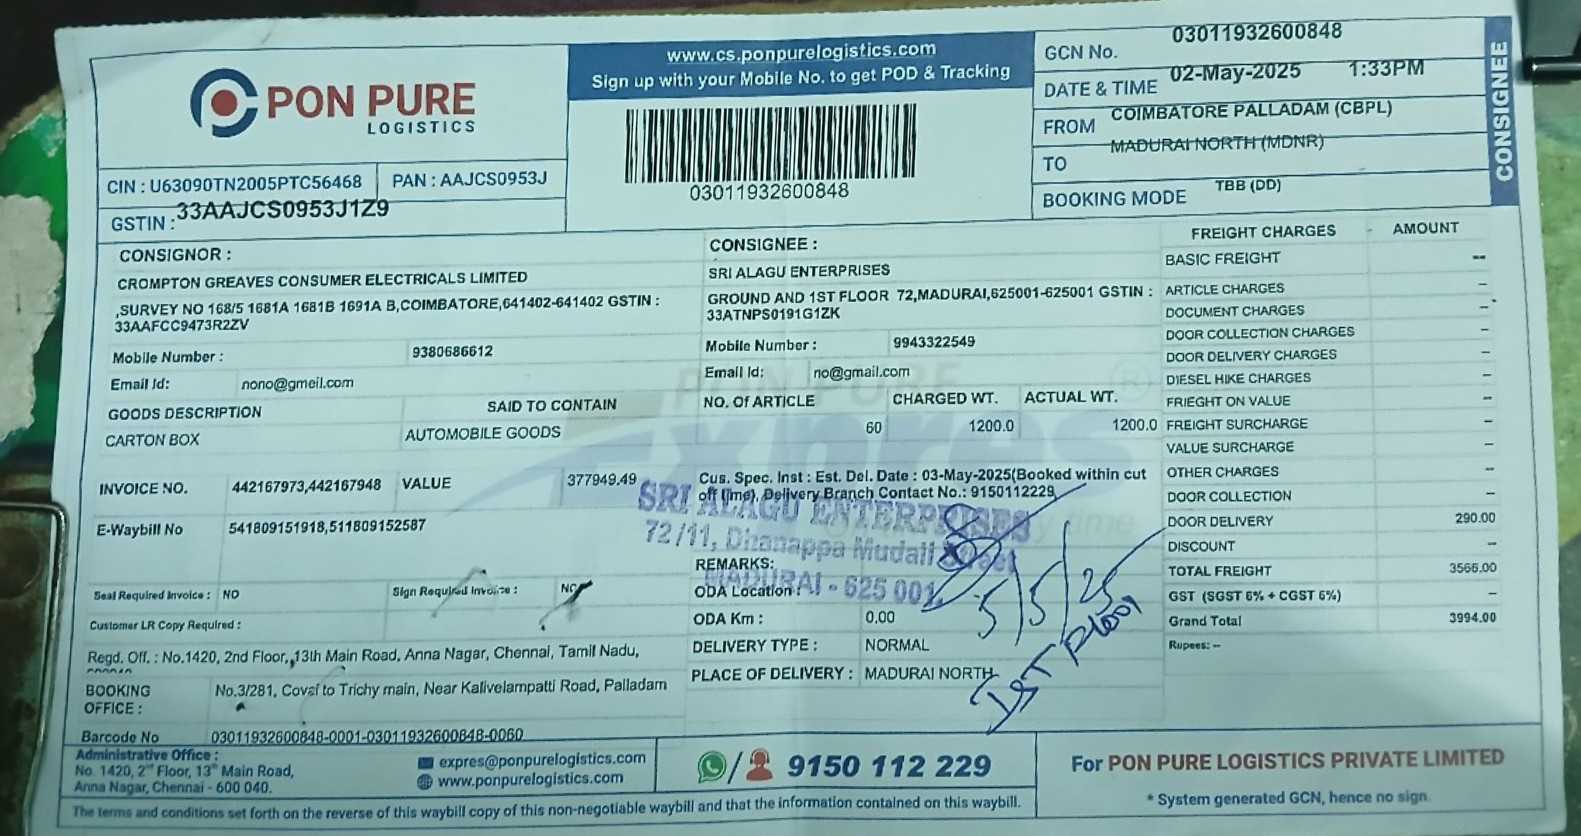 PON PURE
LOGISTICS
CIN : U63090TN2005PTC56468
PAN : AAJCS0953J
GSTIN : 33AAJCS0953J1Z9
www.cs.ponpurelogistics.com
Sign up with your Mobile No. to get POD & Tracking
03011932600848
GCN No. 03011932600848
DATE & TIME 02-May-2025 1:33PM
FROM COIMBATORE PALLADAM (CBPL)
TO MADURAI NORTH (MDNR)
BOOKING MODE TBB (DD)
CONSIGNEE
CONSIGNOR :
CROMPTON GREAVES CONSUMER ELECTRICALS LIMITED
,SURVEY NO 168/5 1681A 1681B 1691A B,COIMBATORE,641402-641402 GSTIN :
33AAFCC9473R2ZV
Mobile Number : 9380686612
Email Id: nono@gmeil.com
CONSIGNEE :
SRI ALAGU ENTERPRISES
GROUND AND 1ST FLOOR 72,MADURAI,625001-625001 GSTIN :
33ATNPS0191G1ZK
Mobile Number : 9943322549
Email Id: no@gmail.com
GOODS DESCRIPTION SAID TO CONTAIN NO. Of ARTICLE CHARGED WT. ACTUAL WT.
CARTON BOX AUTOMOBILE GOODS 60 1200.0 1200.0
PON PURE
INVOICE NO. 442167973,442167948 VALUE 377949.49
E-Waybill No 541809151918,511809152587
Seal Required Invoice : NO Sign Required Invoice : NO
Customer LR Copy Required :
Regd. Off. : No.1420, 2nd Floor, ,13th Main Road, Anna Nagar, Chennai, Tamil Nadu,
BOOKING OFFICE : No.3/281, Covai to Trichy main, Near Kalivelampatti Road, Palladam
Barcode No 03011932600848-0001-03011932600848-0060
Cus. Spec. Inst : Est. Del. Date : 03-May-2025(Booked within cut
off time), Delivery Branch Contact No.: 9150112229
SRI ALAGU ENTERPRISES
72/11, Dhanappa Mudali Street
MADURAI - 625 001.
REMARKS:
ODA Location :
ODA Km : 0.00
DELIVERY TYPE : NORMAL
PLACE OF DELIVERY : MADURAI NORTH
5/5/25
FREIGHT CHARGES AMOUNT
BASIC FREIGHT --
ARTICLE CHARGES --
DOCUMENT CHARGES --
DOOR COLLECTION CHARGES --
DOOR DELIVERY CHARGES --
DIESEL HIKE CHARGES --
FRIEGHT ON VALUE --
FREIGHT SURCHARGE --
VALUE SURCHARGE --
OTHER CHARGES --
DOOR COLLECTION --
DOOR DELIVERY 290.00
DISCOUNT --
TOTAL FREIGHT 3566.00
GST (SGST 6% + CGST 6%) --
Grand Total 3994.00
Rupees: --
Administrative Office :
No. 1420, 2nd Floor, 13th Main Road,
Anna Nagar, Chennai - 600 040.
expres@ponpurelogistics.com
www.ponpurelogistics.com
/ 9150 112 229
For PON PURE LOGISTICS PRIVATE LIMITED
* System generated GCN, hence no sign.
The terms and conditions set forth on the reverse of this waybill copy of this non-negotiable waybill and that the information contained on this waybill.